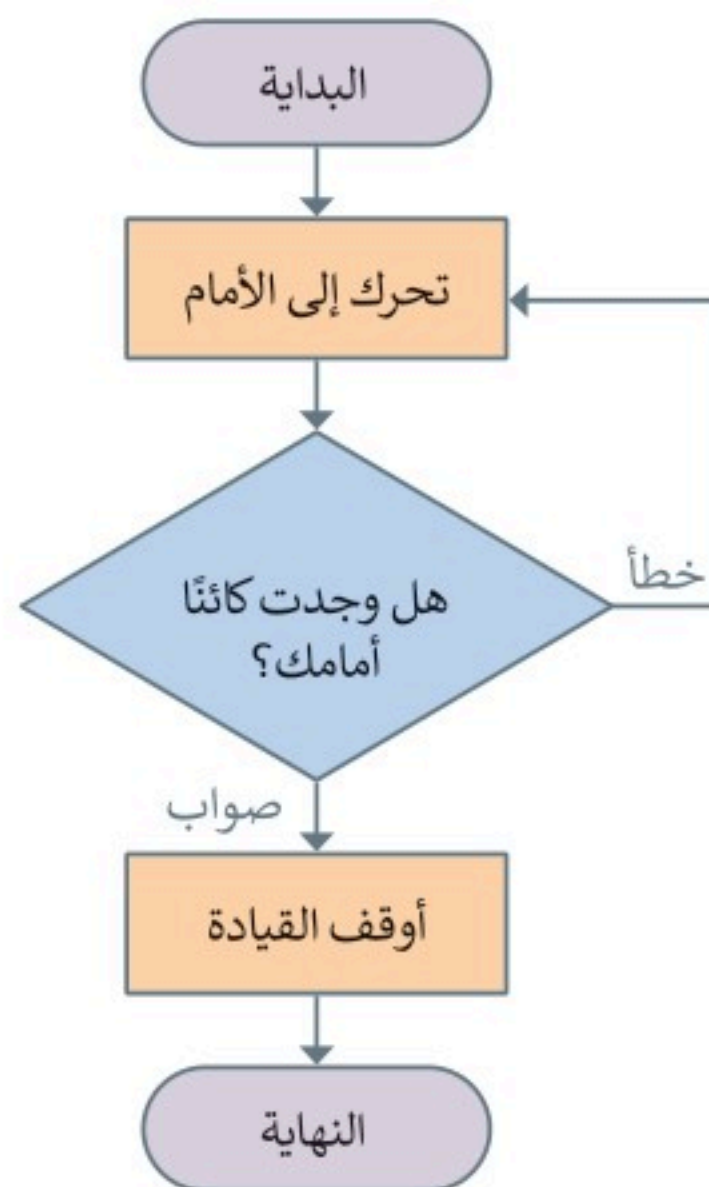 البداية
تحرك إلى الأمام
هل وجدت كائنًا
أمامك؟
خطأ
صواب
أوقف القيادة
النهاية